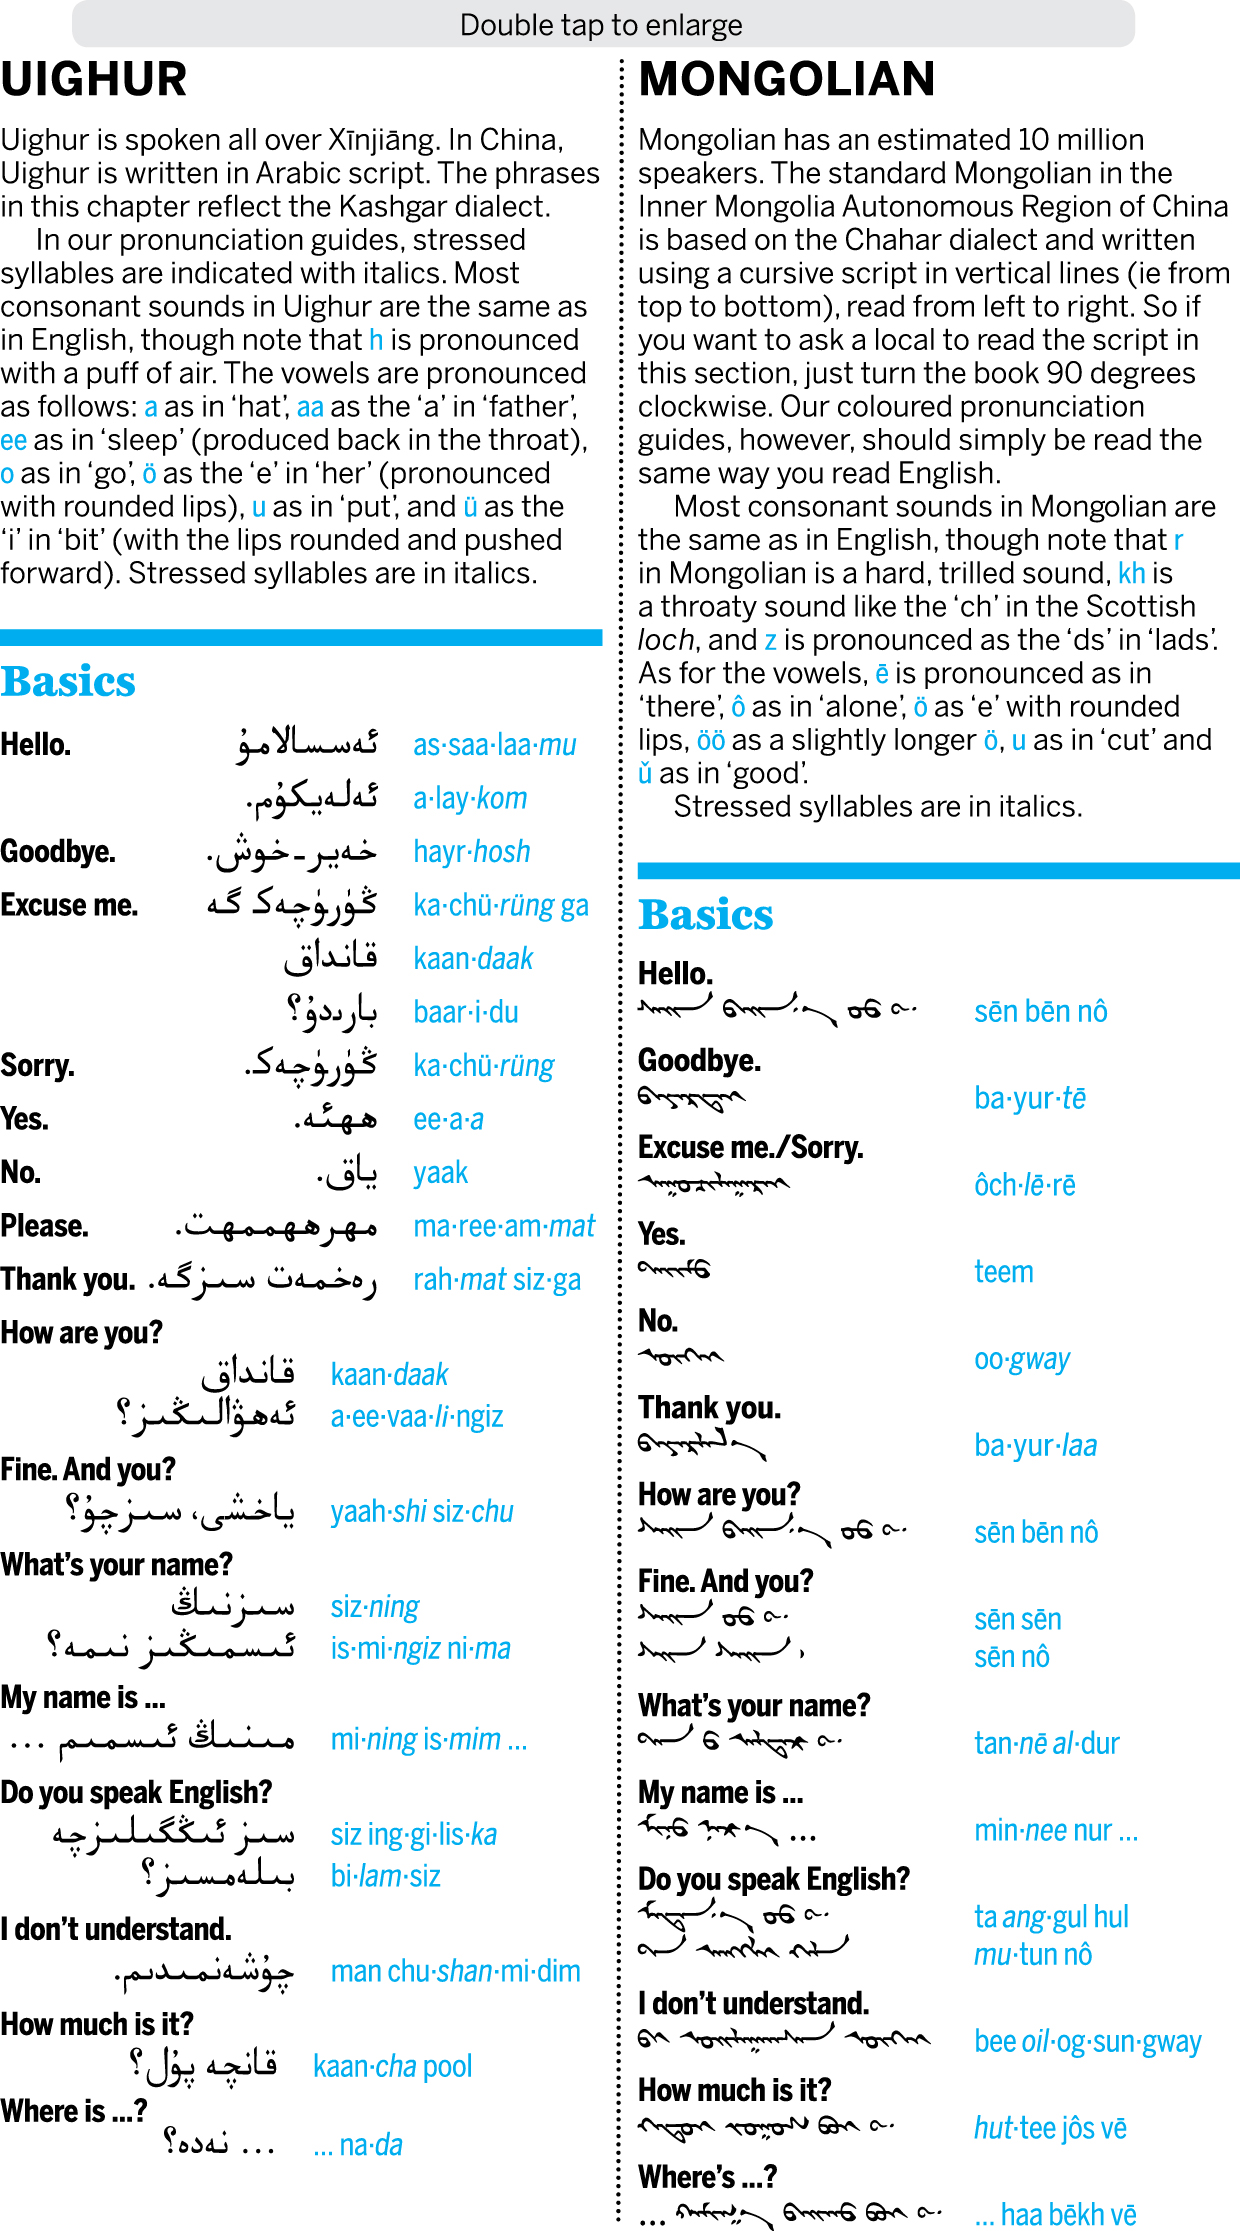 Double tap to enlarge
UIGHUR
Uighur is spoken all over Xīnjiāng. In China,
Uighur is written in Arabic script. The phrases
in this chapter reflect the Kashgar dialect.
In our pronunciation guides, stressed
syllables are indicated with italics. Most
consonant sounds in Uighur are the same as
in English, though note that h is pronounced
with a puff of air. The vowels are pronounced
as follows: a as in ‘hat’, aa as the ‘a’ in ‘father’,
ee as in ‘sleep’ (produced back in the throat),
o as in ‘go’, ö as the ‘e’ in ‘her’ (pronounced
with rounded lips), u as in ‘put’, and ü as the
‘i’ in ‘bit’ (with the lips rounded and pushed
forward). Stressed syllables are in italics.
Basics
Hello. ئەسسالامۇ as·saa·laa·mu
ئەلەيكۇم. a·lay·kom
Goodbye. خەير-خوش. hayr·hosh
Excuse me. ڭۈرۈچەك گە ka·chü·rüng ga
قانداق kaan·daak
بارىدۇ؟ baar·i·du
Sorry. ڭۈرۈچەك. ka·chü·rüng
Yes. ھەئە. ee·a·a
No. ياق. yaak
Please. مەرھەممەت. ma·ree·am·mat
Thank you. رەخمەت سىزگە. rah·mat siz·ga
How are you?
قانداق kaan·daak
ئەھۋالىڭىز؟ a·ee·vaa·li·ngiz
Fine. And you?
ياخشى، سىزچۇ؟ yaah·shi siz·chu
What’s your name?
سىزنىڭ siz·ning
ئىسمىڭىز نىمە؟ is·mi·ngiz ni·ma
My name is ...
مىنىڭ ئىسمىم ... mi·ning is·mim ...
Do you speak English?
سىز ئىڭگىلىزچە siz ing·gi·lis·ka
بىلەمسىز؟ bi·lam·siz
I don’t understand.
چۇشەنمىدىم. man chu·shan·mi·dim
How much is it?
قانچە پۇل؟ kaan·cha pool
Where is ...?
... نەدە؟ ... na·da
MONGOLIAN
Mongolian has an estimated 10 million
speakers. The standard Mongolian in the
Inner Mongolia Autonomous Region of China
is based on the Chahar dialect and written
using a cursive script in vertical lines (ie from
top to bottom), read from left to right. So if
you want to ask a local to read the script in
this section, just turn the book 90 degrees
clockwise. Our coloured pronunciation
guides, however, should simply be read the
same way you read English.
Most consonant sounds in Mongolian are
the same as in English, though note that r
in Mongolian is a hard, trilled sound, kh is
a throaty sound like the ‘ch’ in the Scottish
loch, and z is pronounced as the ‘ds’ in ‘lads’.
As for the vowels, ē is pronounced as in
‘there’, ô as in ‘alone’, ö as ‘e’ with rounded
lips, öö as a slightly longer ö, u as in ‘cut’ and
ŭ as in ‘good’.
Stressed syllables are in italics.
Basics
Hello.
sēn bēn nô
Goodbye.
ba·yur·tē
Excuse me./Sorry.
ôch·lē·rē
Yes.
teem
No.
oo·gway
Thank you.
ba·yur·laa
How are you?
sēn bēn nô
Fine. And you?
sēn sēn
sēn nô
What’s your name?
tan·nē al·dur
My name is ...
... min·nee nur ...
Do you speak English?
ta ang·gul hul
mu·tun nô
I don’t understand.
bee oil·og·sun·gway
How much is it?
hut·tee jôs vē
Where’s ...?
... ... haa bēkh vē